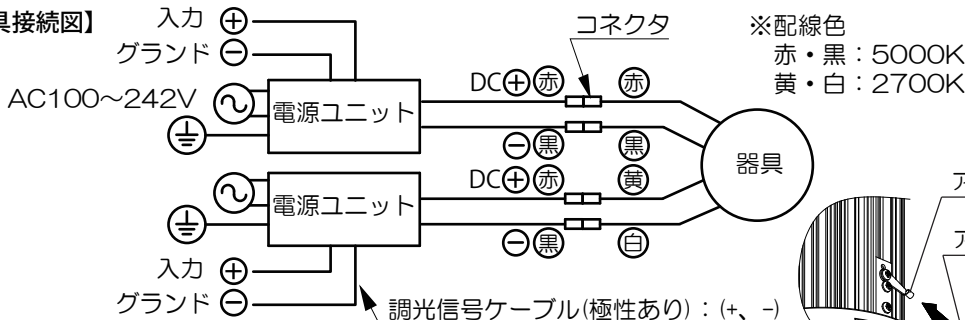 具接続図】
入力 ⊕
グランド ⊖
コネクタ
※配線色
赤・黒：5000K
黄・白：2700K
AC100～242V
電源ユニット
DC⊕赤 赤
⊖黒 黒
器具
電源ユニット
DC⊕赤 黄
⊖黒 白
入力 ⊕
グランド ⊖
調光信号ケーブル(極性あり)：(+、-)
ア
ア